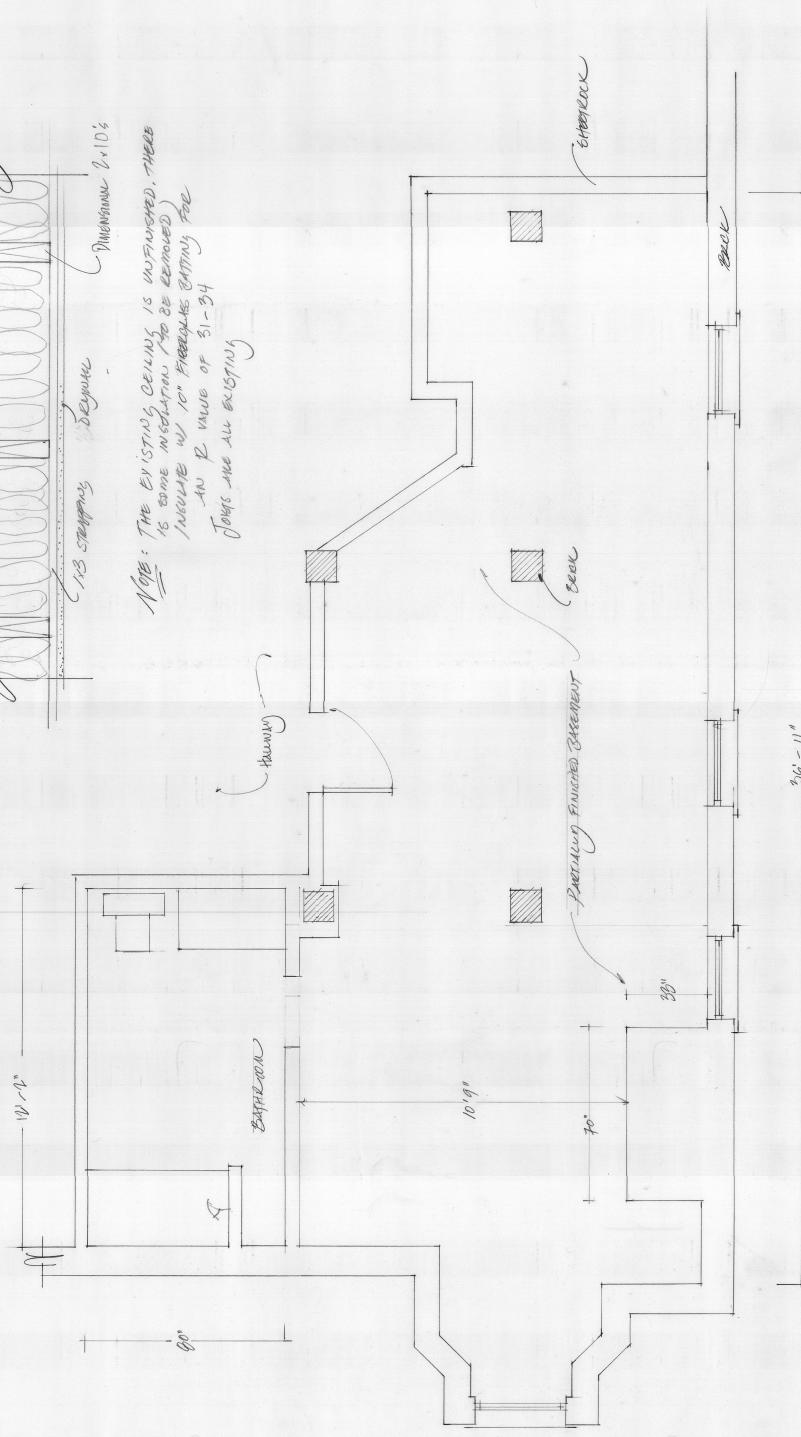 DIMENSIONAL 2x10's
1x3 STRAPPING
DRYWALL
NOTE: THE EXISTING CEILING IS UNFINISHED. THERE
IS SOME INSULATION (TO BE REMOVED)
INSULATE W/ 10" FIBERGLASS BATTING FOR
AN R VALUE OF 31-34
JOISTS ARE ALL EXISTING
SHEETROCK
BRICK
HALLWAY
BRICK
PARTIALLY FINISHED BASEMENT
BATHROOM
12'-2"
10'9"
70"
33"
80"
36'-11"